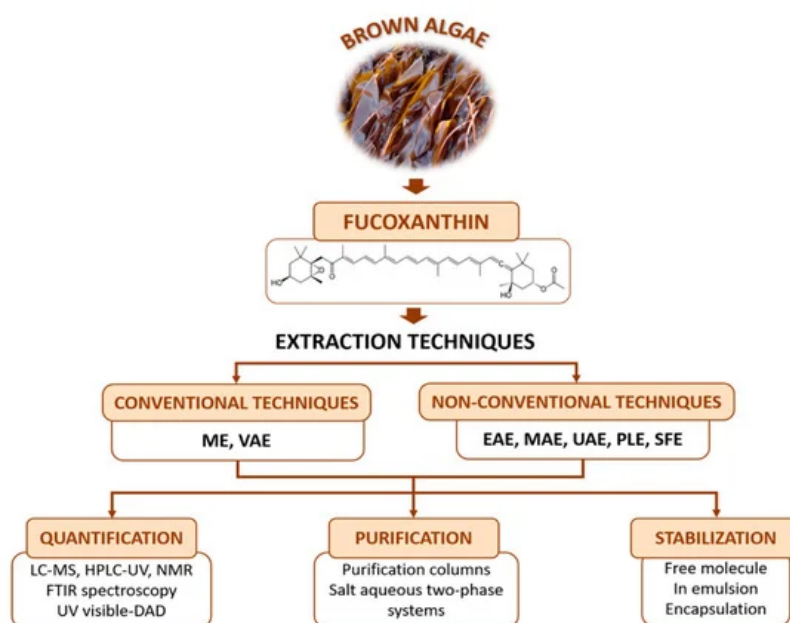 BROWN ALGAE
FUCOXANTHIN
HO
O
O
HO
O
O
EXTRACTION TECHNIQUES
CONVENTIONAL TECHNIQUES
ME, VAE
NON-CONVENTIONAL TECHNIQUES
EAE, MAE, UAE, PLE, SFE
QUANTIFICATION
LC-MS, HPLC-UV, NMR
FTIR spectroscopy
UV visible-DAD
PURIFICATION
Purification columns
Salt aqueous two-phase
systems
STABILIZATION
Free molecule
In emulsion
Encapsulation